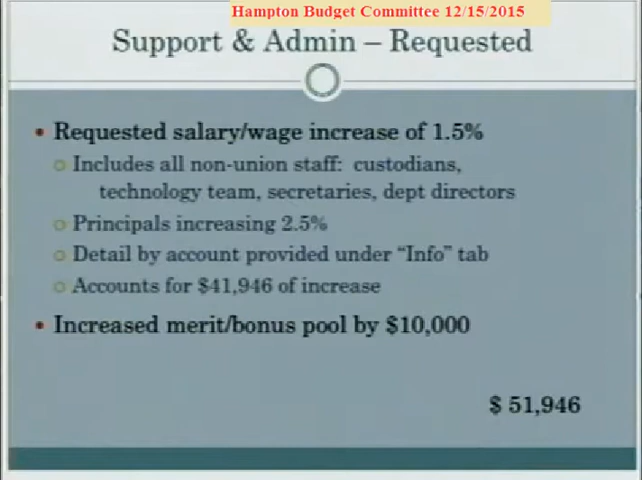 Hampton Budget Committee 12/15/2015
Support & Admin – Requested
• Requested salary/wage increase of 1.5%
Includes all non-union staff: custodians,
technology team, secretaries, dept directors
Principals increasing 2.5%
Detail by account provided under “Info” tab
Accounts for $41,946 of increase
• Increased merit/bonus pool by $10,000
$ 51,946